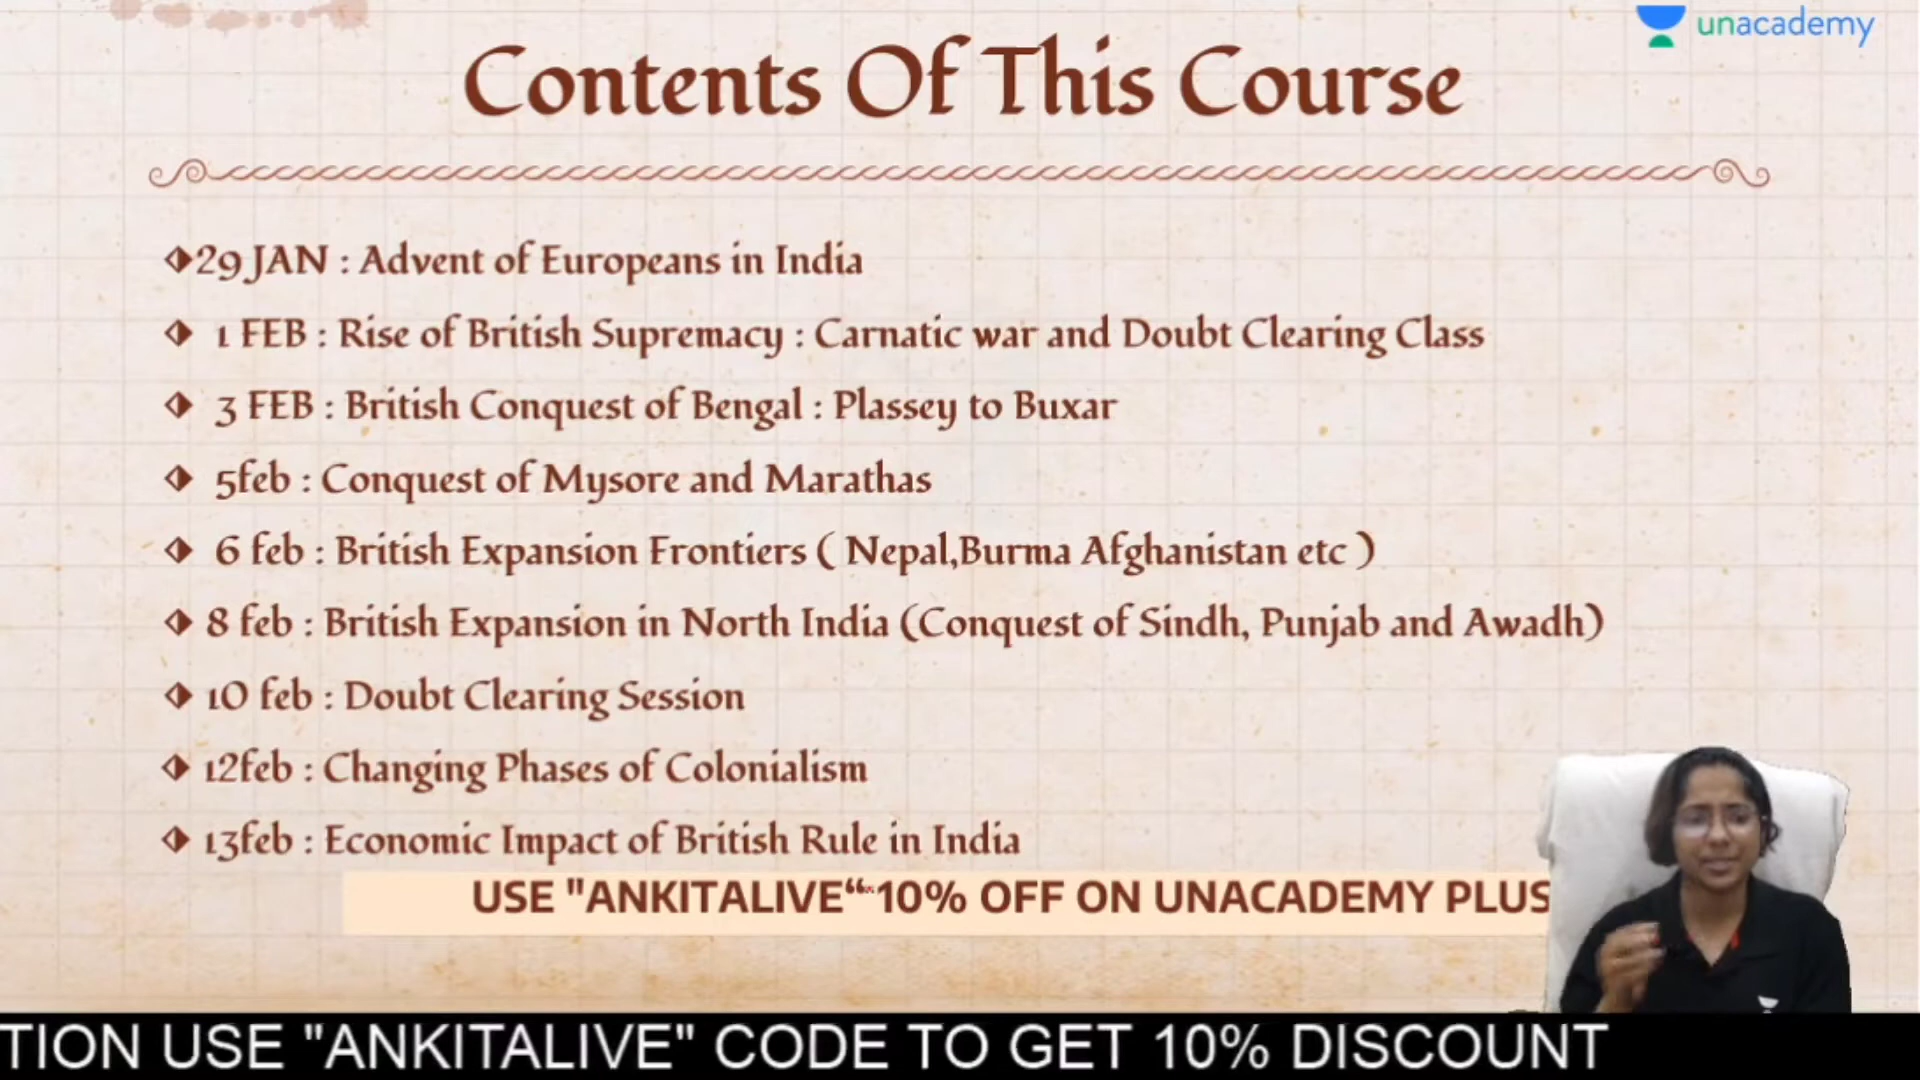 unacademy
Contents Of This Course
29 JAN : Advent of Europeans in India
1 FEB : Rise of British Supremacy : Carnatic war and Doubt Clearing Class
3 FEB : British Conquest of Bengal : Plassey to Buxar
5feb : Conquest of Mysore and Marathas
6 feb : British Expansion Frontiers ( Nepal,Burma Afghanistan etc )
8 feb : British Expansion in North India (Conquest of Sindh, Punjab and Awadh)
10 feb : Doubt Clearing Session
12feb : Changing Phases of Colonialism
13feb : Economic Impact of British Rule in India
USE "ANKITALIVE“ 10% OFF ON UNACADEMY PLUS
TION USE "ANKITALIVE" CODE TO GET 10% DISCOUNT